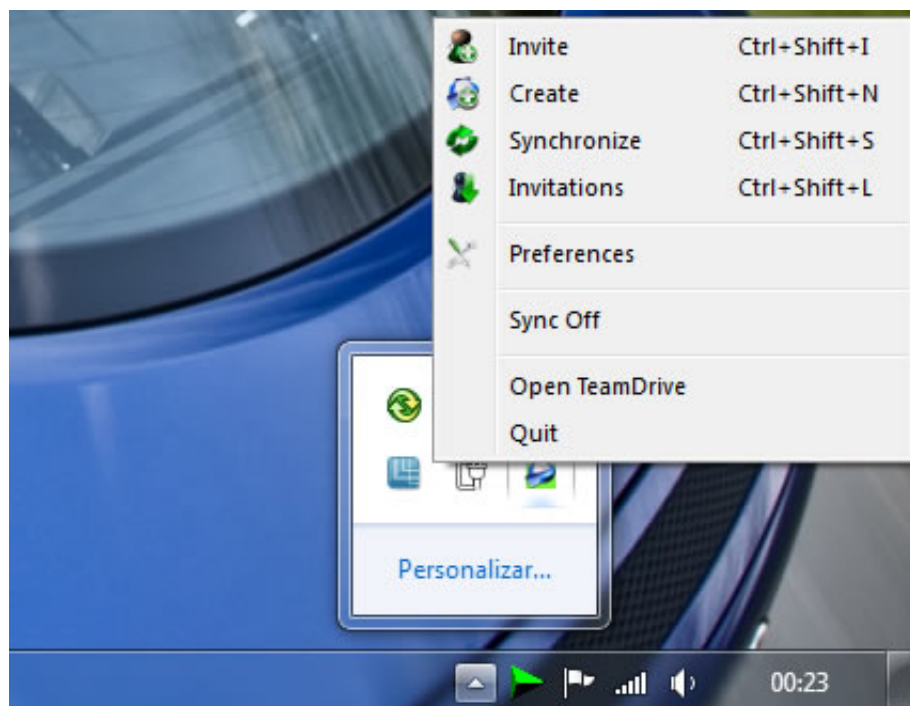 Invite Ctrl+Shift+I
Create Ctrl+Shift+N
Synchronize Ctrl+Shift+S
Invitations Ctrl+Shift+L
Preferences
Sync Off
Open TeamDrive
Quit
Personalizar...
00:23